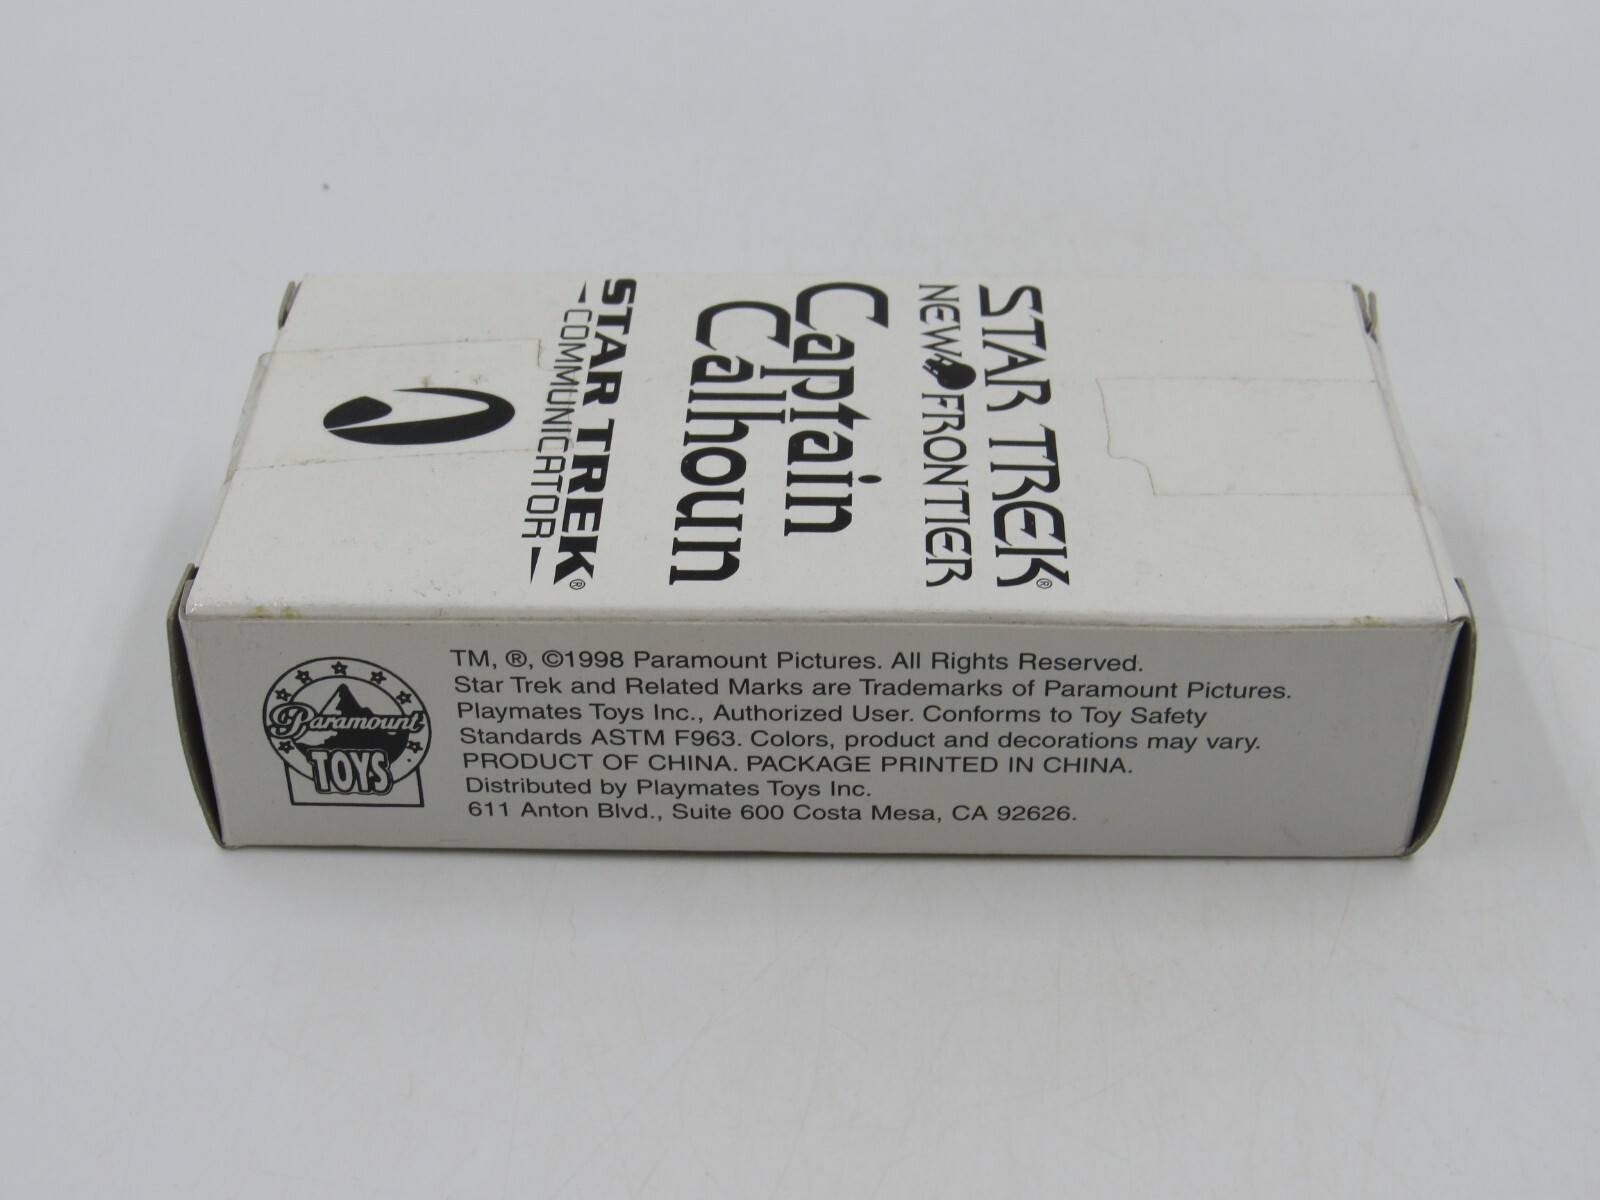 STAR TREK®
NEW FRONTIER
Captain
Calhoun
STAR TREK®
COMMUNICATOR
Paramount
TOYS
TM, ®, ©1998 Paramount Pictures. All Rights Reserved.
Star Trek and Related Marks are Trademarks of Paramount Pictures.
Playmates Toys Inc., Authorized User. Conforms to Toy Safety
Standards ASTM F963. Colors, product and decorations may vary.
PRODUCT OF CHINA. PACKAGE PRINTED IN CHINA.
Distributed by Playmates Toys Inc.
611 Anton Blvd., Suite 600 Costa Mesa, CA 92626.